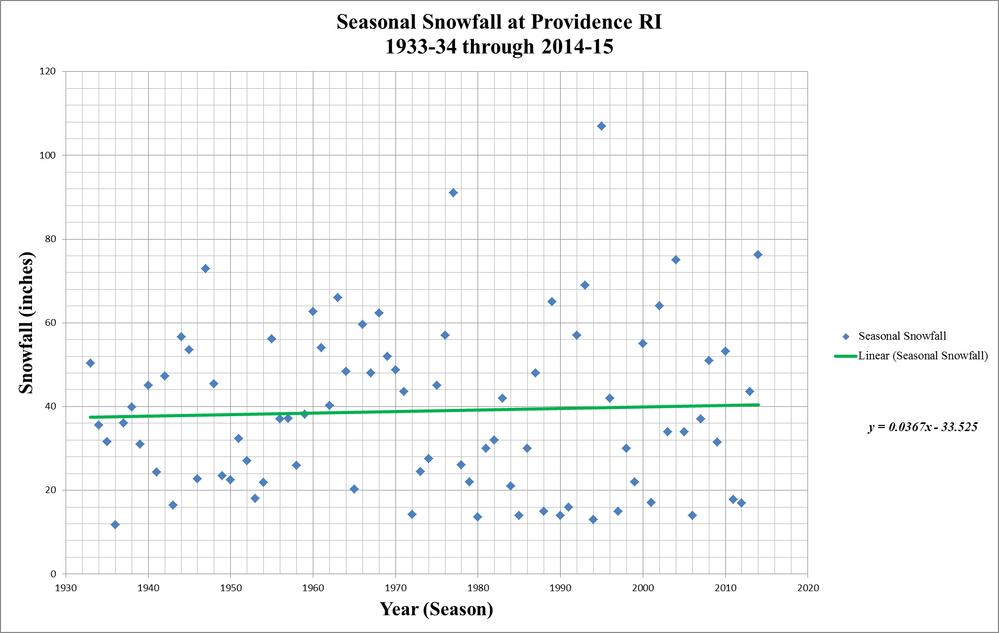 Seasonal Snowfall at Providence RI
1933-34 through 2014-15
120
100
80
60
40
20
0
Snowfall (inches)
1930 1940 1950 1960 1970 1980 1990 2000 2010 2020
Year (Season)
Seasonal Snowfall
Linear (Seasonal Snowfall)
y = 0.0367x - 33.525